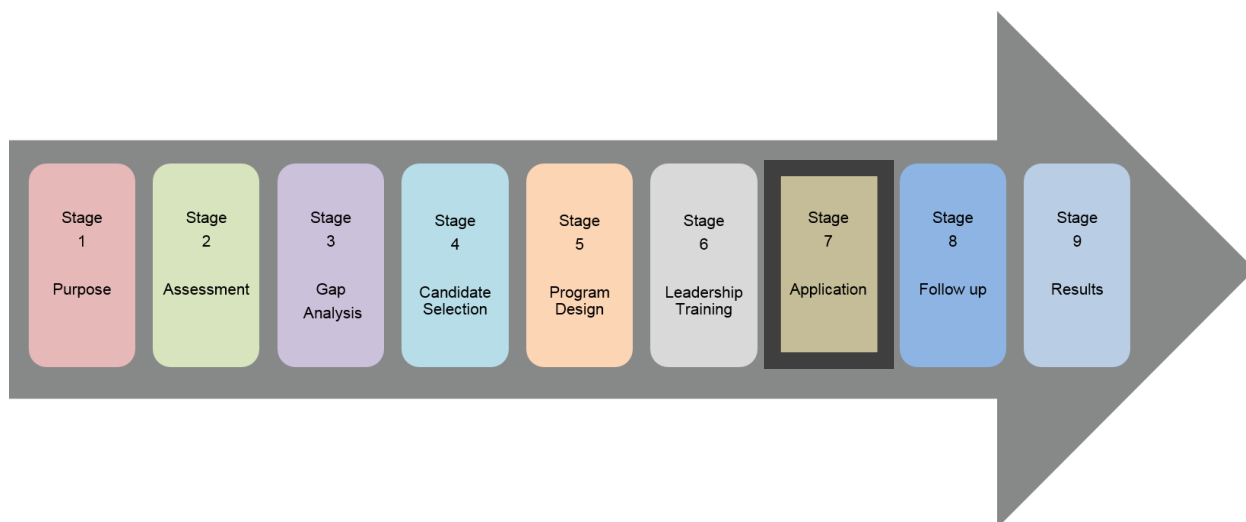 Stage
1
Purpose
Stage
2
Assessment
Stage
3
Gap
Analysis
Stage
4
Candidate
Selection
Stage
5
Program
Design
Stage
6
Leadership
Training
Stage
7
Application
Stage
8
Follow up
Stage
9
Results